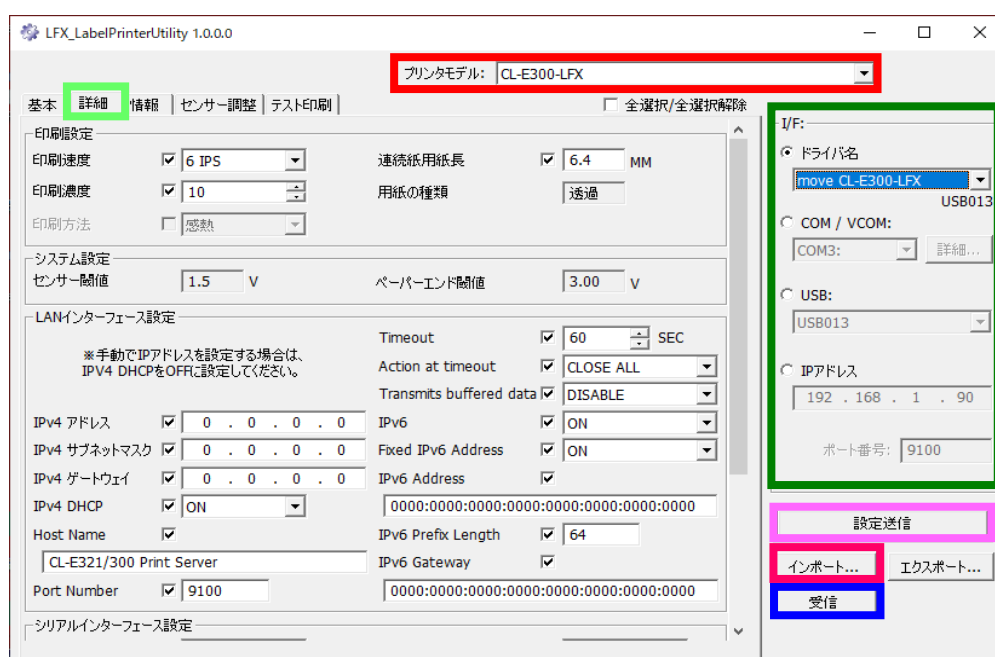 LFX_LabelPrinterUtility 1.0.0.0
プリンタモデル: CL-E300-LFX
基本 詳細 情報 センサー調整 テスト印刷 全選択/全選択解除
印刷設定
印刷速度 6 IPS 連続紙用紙長 6.4 MM
印刷濃度 10 用紙の種類 透過
印刷方法 感熱
システム設定
センサー閾値 1.5 V ペーパーエンド閾値 3.00 V
LANインターフェース設定
※手動でIPアドレスを設定する場合は、
IPV4 DHCPをOFFに設定してください。
Timeout 60 SEC
Action at timeout CLOSE ALL
Transmits buffered data DISABLE
IPv4 アドレス 0 . 0 . 0 . 0 IPv6 ON
IPv4 サブネットマスク 0 . 0 . 0 . 0 Fixed IPv6 Address ON
IPv4 ゲートウェイ 0 . 0 . 0 . 0 IPv6 Address
IPv4 DHCP ON 0000:0000:0000:0000:0000:0000:0000:0000
Host Name IPv6 Prefix Length 64
CL-E321/300 Print Server IPv6 Gateway
Port Number 9100 0000:0000:0000:0000:0000:0000:0000:0000
シリアルインターフェース設定
I/F:
ドライバ名
move CL-E300-LFX
USB013
COM / VCOM:
COM3: 詳細...
USB:
USB013
IPアドレス
192 . 168 . 1 . 90
ポート番号: 9100
設定送信
インポート... エクスポート...
受信